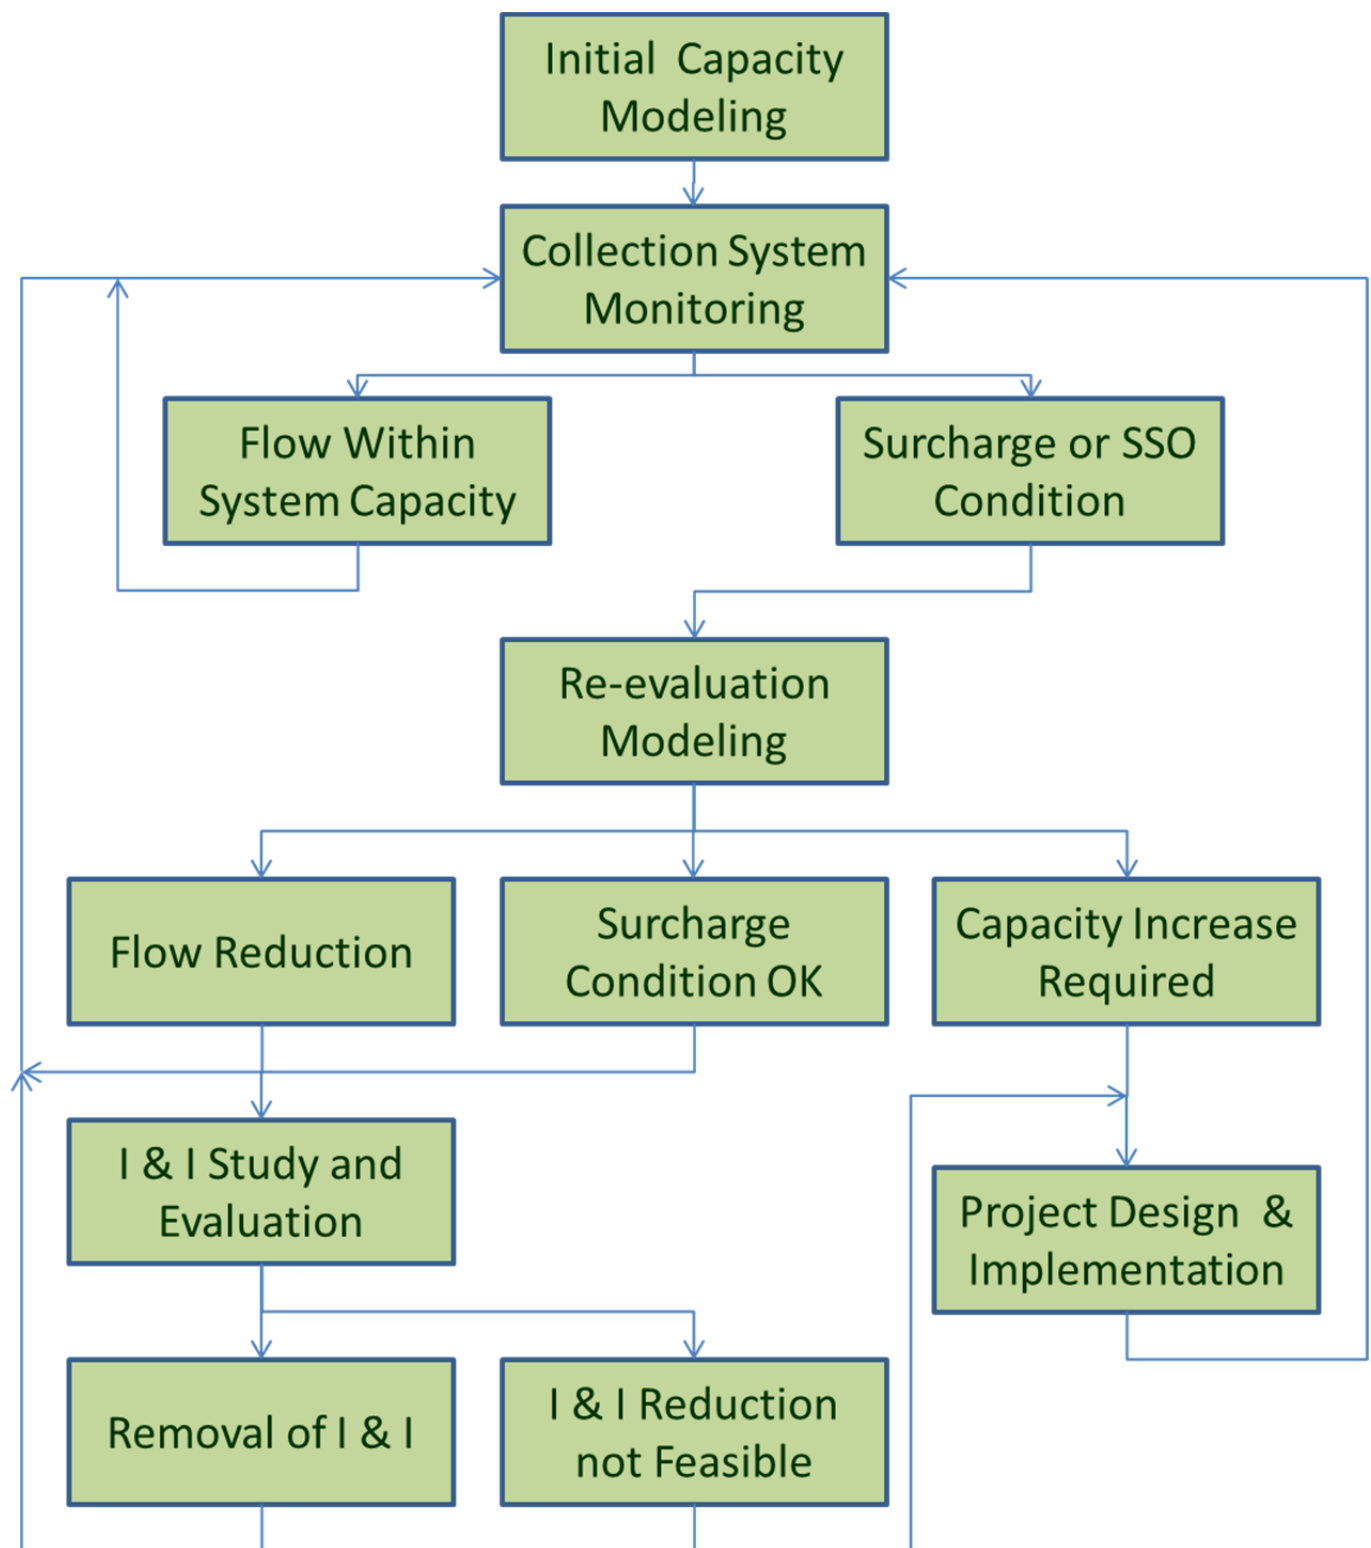 Initial  Capacity
Modeling
Collection System
Monitoring
Flow Within
System Capacity
Surcharge or SSO
Condition
Re-evaluation
Modeling
Flow Reduction
Surcharge
Condition OK
Capacity Increase
Required
I & I Study and
Evaluation
Project Design  &
Implementation
Removal of I & I
I & I Reduction
not Feasible